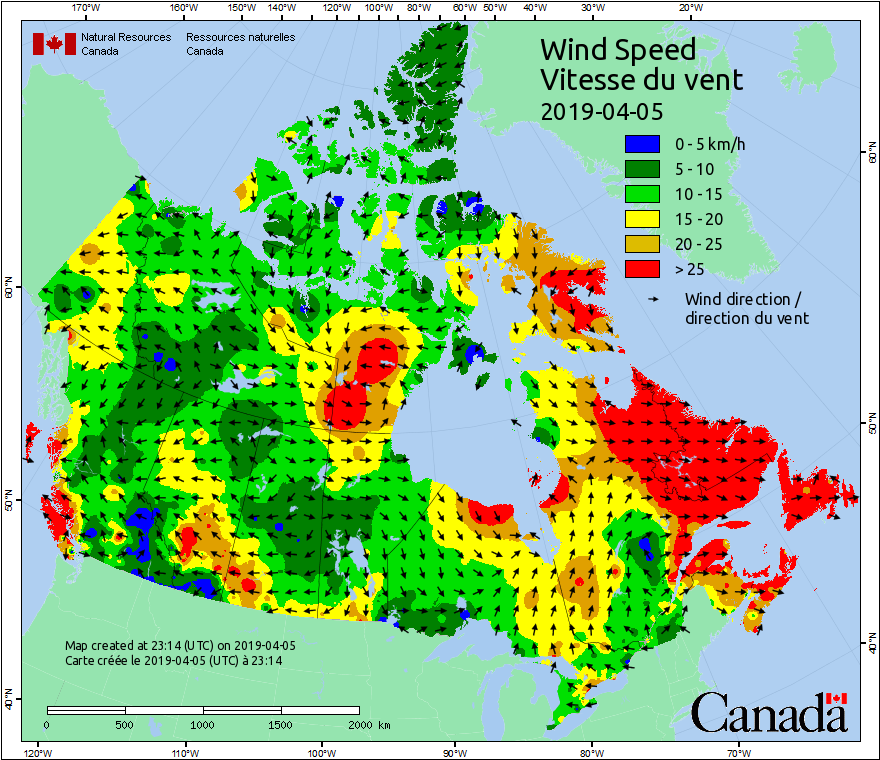 170°W 160°W 150°W 140°W 130°W 120°W 110°W 100°W 90°W 80°W 70°W 60°W 50°W 40°W 30°W 20°W
Natural Resources Canada
Ressources naturelles Canada
Wind Speed
Vitesse du vent
2019-04-05
0 - 5 km/h
5 - 10
10 - 15
15 - 20
20 - 25
> 25
Wind direction /
direction du vent
60°N
50°N
40°N
60°N
50°N
40°N
Map created at 23:14 (UTC) on 2019-04-05
Carte créée le 2019-04-05 (UTC) à 23:14
0 500 1000 1500 2000 km
Canada
120°W 110°W 100°W 90°W 80°W 70°W